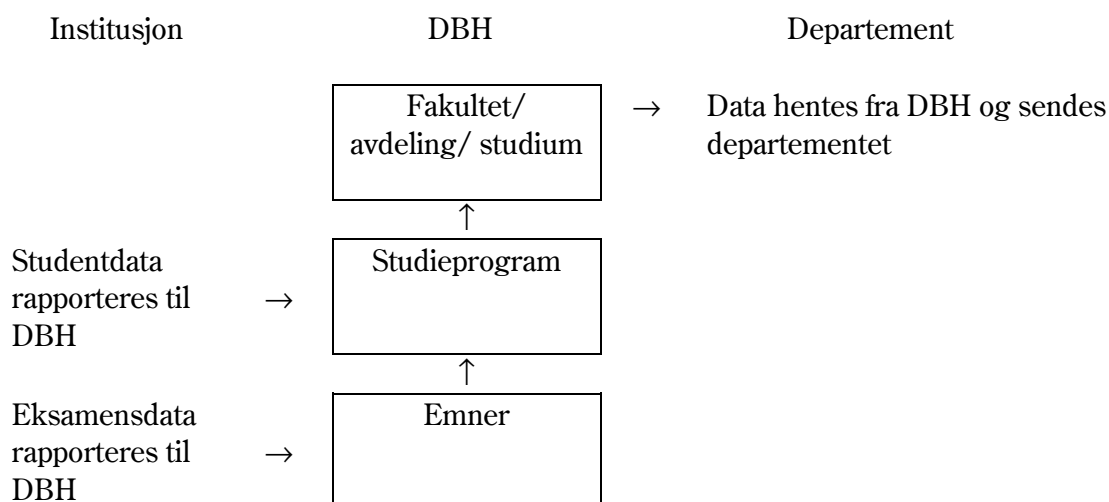 Institusjon DBH Departement
Fakultet/ → Data hentes fra DBH og sendes
avdeling/ studium departementet
↑
Studentdata Studieprogram
rapporteres til →
DBH
↑
Eksamensdata Emner
rapporteres til →
DBH